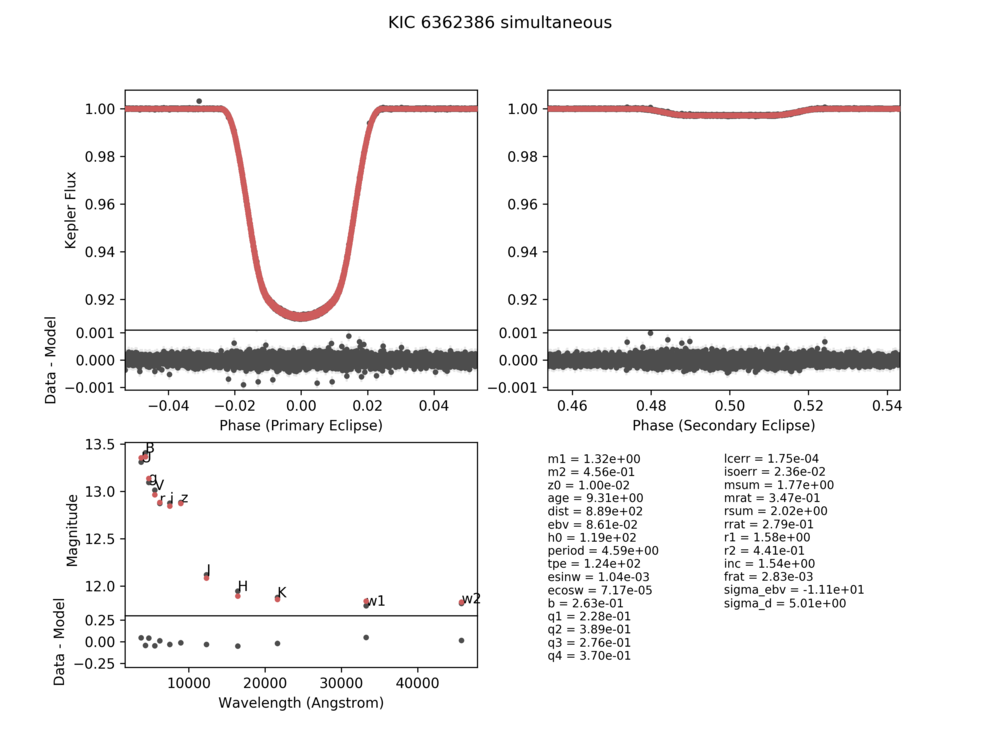 KIC 6362386 simultaneous
1.00
0.98
0.96
0.94
0.92
Kepler Flux
0.001
0.000
−0.001
Data - Model
−0.04 −0.02 0.00 0.02 0.04
Phase (Primary Eclipse)
1.00
0.98
0.96
0.94
0.92
0.001
0.000
−0.001
0.46 0.48 0.50 0.52 0.54
Phase (Secondary Eclipse)
13.5
13.0
12.5
12.0
Magnitude
B
g
V
r
i
z
J
H
K
w1
w2
0.25
0.00
−0.25
Data - Model
10000 20000 30000 40000
Wavelength (Angstrom)
m1 = 1.32e+00
m2 = 4.56e-01
z0 = 1.00e-02
age = 9.31e+00
dist = 8.89e+02
ebv = 8.61e-02
h0 = 1.19e+02
period = 4.59e+00
tpe = 1.24e+02
esinw = 1.04e-03
ecosw = 7.17e-05
b = 2.63e-01
q1 = 2.28e-01
q2 = 3.89e-01
q3 = 2.76e-01
q4 = 3.70e-01
lcerr = 1.75e-04
isoerr = 2.36e-02
msum = 1.77e+00
mrat = 3.47e-01
rsum = 2.02e+00
rrat = 2.79e-01
r1 = 1.58e+00
r2 = 4.41e-01
inc = 1.54e+00
frat = 2.83e-03
sigma_ebv = -1.11e+01
sigma_d = 5.01e+00